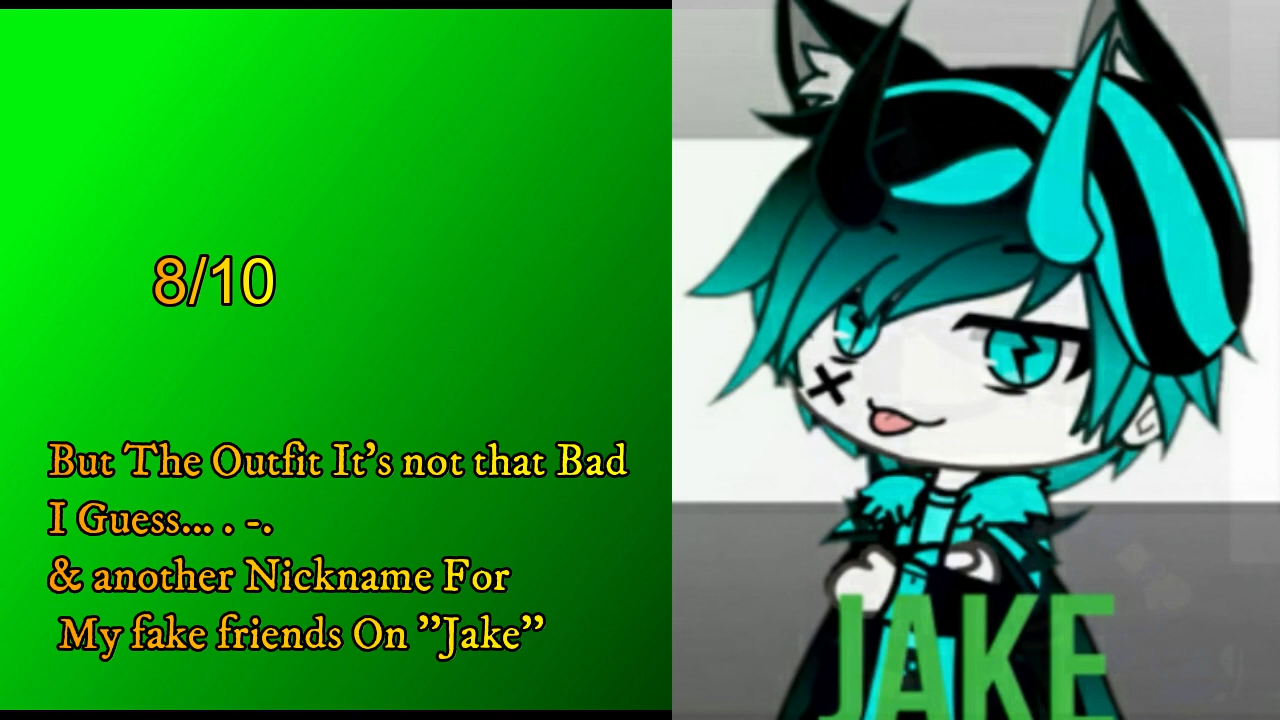 8/10
But The Outfit It's not that Bad
I Guess... . -.
& another Nickname For
My fake friends On ”Jake”
JAKE